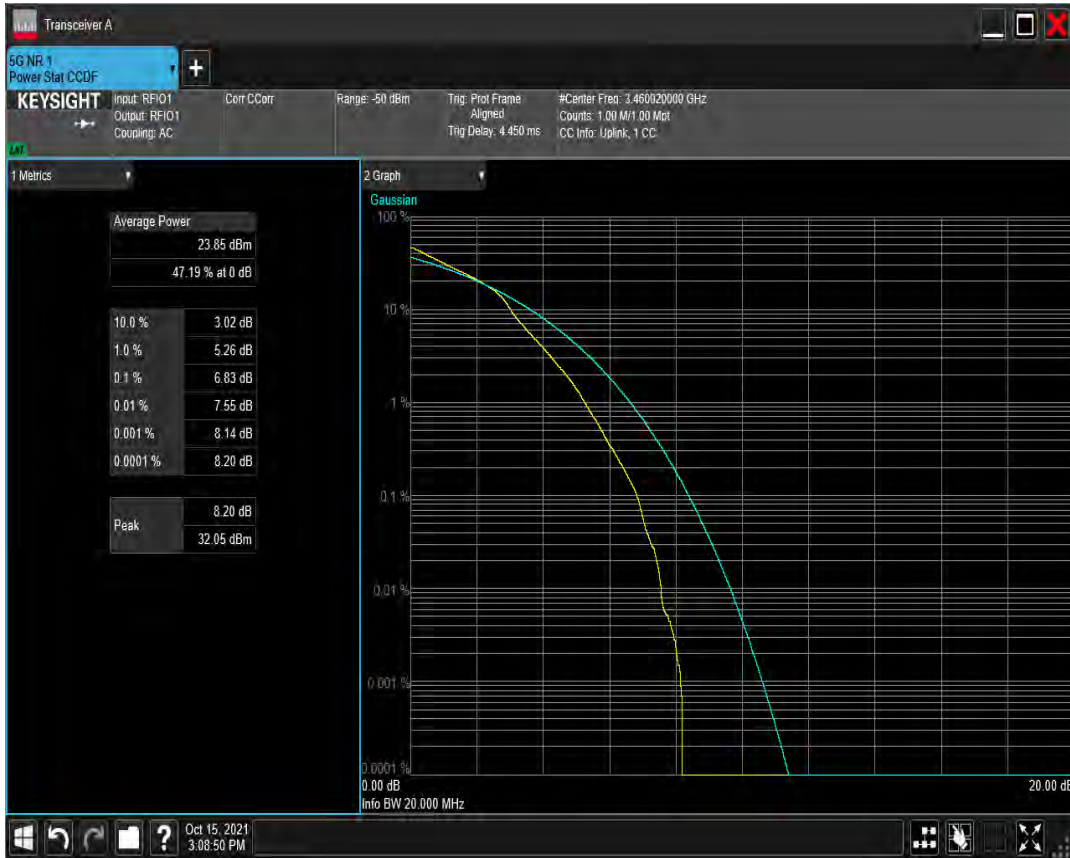 Transceiver A
5G NR 1
Power Stat CCDF
+
KEYSIGHT
Input: RFIO1
Output: RFIO1
Coupling: AC
Corr CCorr
Range: -50 dBm
Trig: Prot Frame
Aligned
Trig Delay: 4.450 ms
#Center Freq: 3.460020000 GHz
Counts: 1.00 M/1.00 Mpt
CC Info: Uplink, 1 CC
1 Metrics
Average Power
23.85 dBm
47.19 % at 0 dB
10.0 % 3.02 dB
1.0 % 5.26 dB
0.1 % 6.83 dB
0.01 % 7.55 dB
0.001 % 8.14 dB
0.0001 % 8.20 dB
Peak 8.20 dB
32.05 dBm
2 Graph
Gaussian
100 %
10 %
1 %
0.1 %
0.01 %
0.001 %
0.0001 %
0.00 dB 20.00 dB
Info BW 20.000 MHz
?
Oct 15, 2021
3:08:50 PM